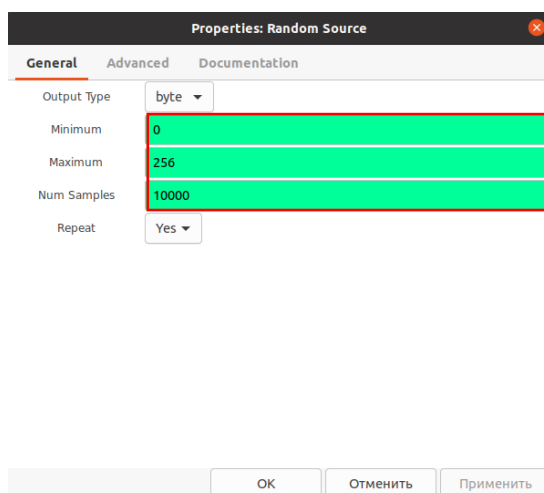 Properties: Random Source
General Advanced Documentation
Output Type byte
Minimum 0
Maximum 256
Num Samples 10000
Repeat Yes
OK Отменить Применить